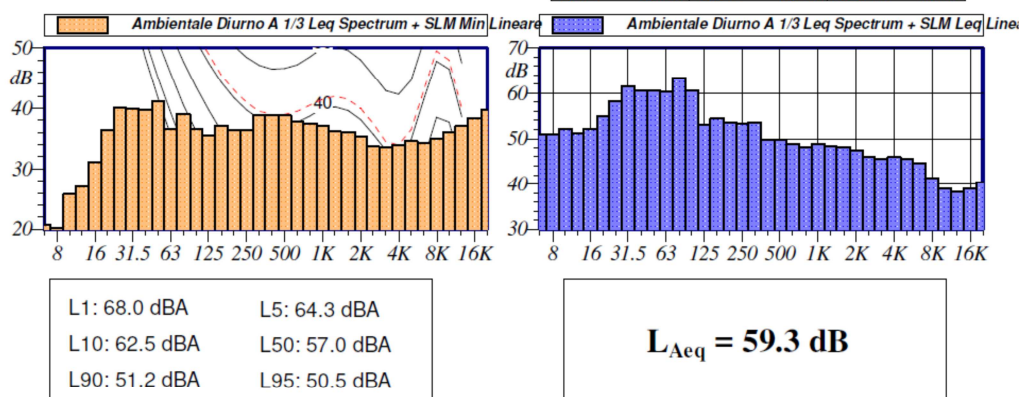 Ambientale Diurno A 1/3 Leq Spectrum + SLM Min Lineare
Ambientale Diurno A 1/3 Leq Spectrum + SLM Leq Lineare
50
dB
40
30
20
40
8 16 31.5 63 125 250 500 1K 2K 4K 8K 16K
70
dB
60
50
40
30
8 16 31.5 63 125 250 500 1K 2K 4K 8K 16K
L1: 68.0 dBA L5: 64.3 dBA
L10: 62.5 dBA L50: 57.0 dBA
L90: 51.2 dBA L95: 50.5 dBA
LAeq = 59.3 dB